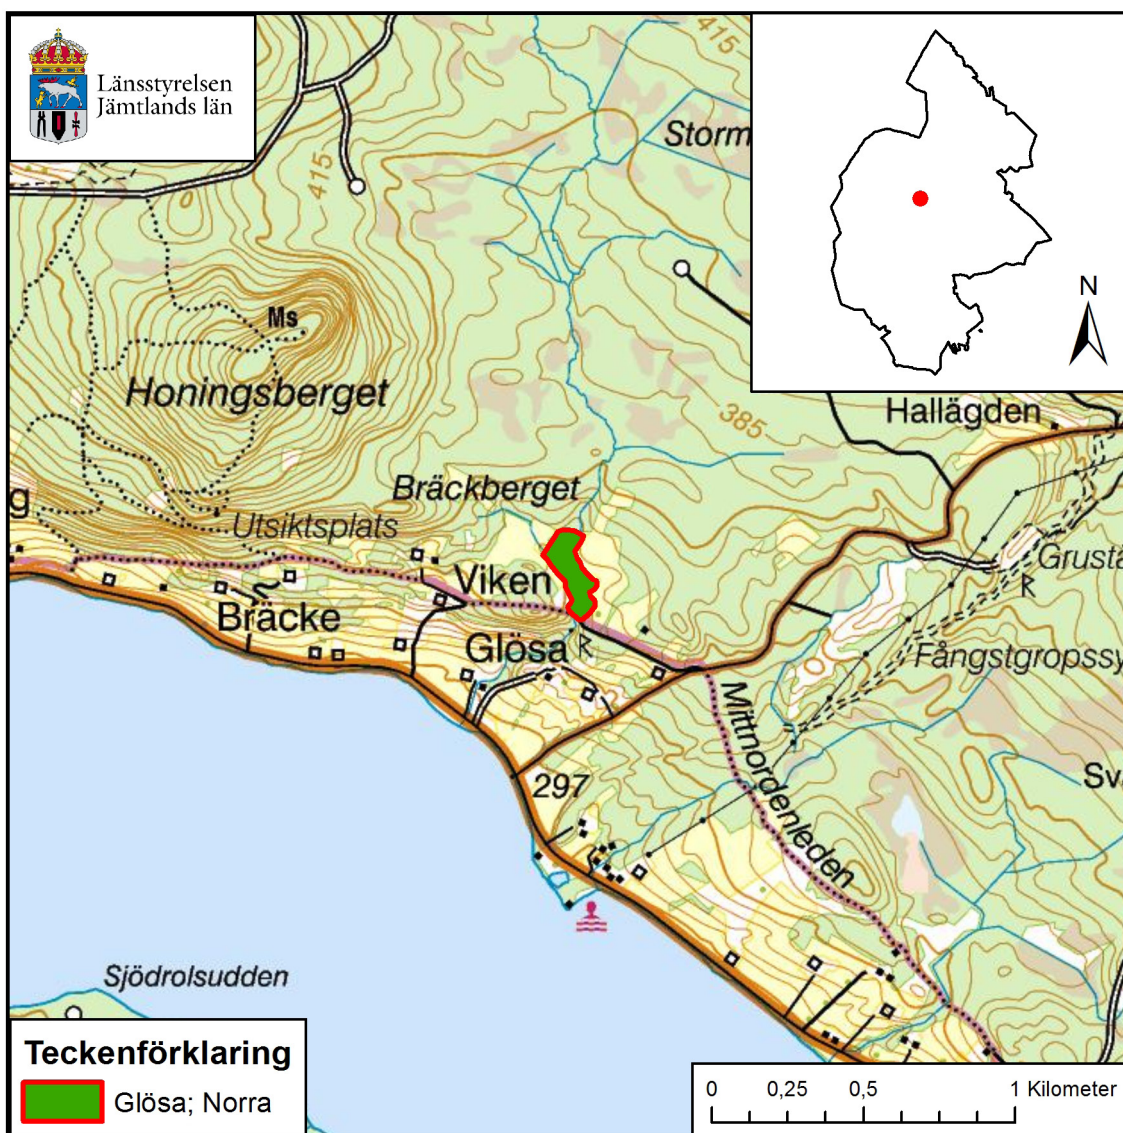 Länsstyrelsen
Jämtlands län
415
415
Storm
N
Ms
Honingsberget
385
Hallägden
Bräckberget
g
Utsiktsplats
Viken
Grusta
Bräcke
Glösa
R
R
Fångstgropssy
Mittnordenleden
297
Sva
Sjödrolsudden
Teckenförklaring
Glösa; Norra
0 0,25 0,5 1 Kilometer